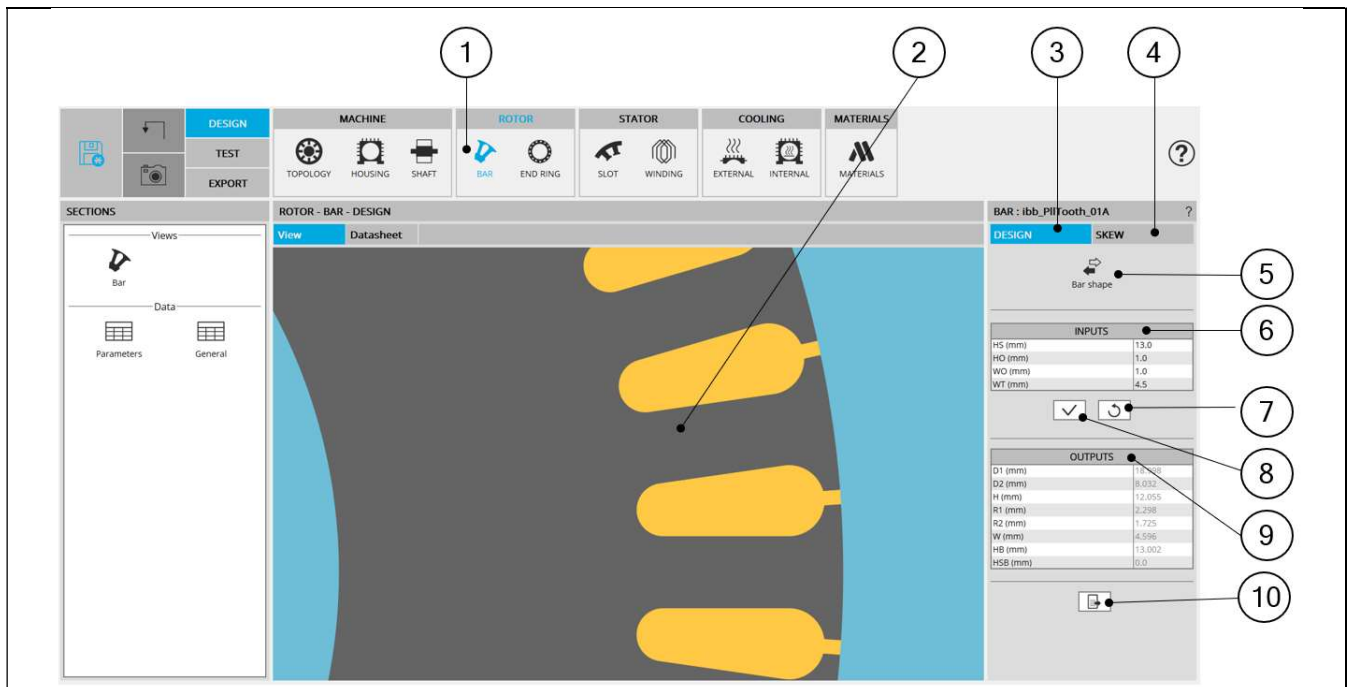 1 2 3 4
DESIGN
TEST
EXPORT
MACHINE ROTOR STATOR COOLING MATERIALS
TOPOLOGY HOUSING SHAFT BAR END RING SLOT WINDING EXTERNAL INTERNAL MATERIALS
?
SECTIONS
Views
Bar
Data
Parameters General
ROTOR - BAR - DESIGN
View Datasheet
BAR : ibb_PllTooth_01A ?
DESIGN SKEW
Bar shape
5
INPUTS
6
HS (mm) 13.0
HO (mm) 1.0
WO (mm) 1.0
WT (mm) 4.5
7
8
OUTPUTS
D1 (mm)
D2 (mm) 8.032
H (mm) 12.055
R1 (mm) 2.298
R2 (mm) 1.725
W (mm) 4.596
HB (mm) 13.002
HSB (mm) 0.0
9
10